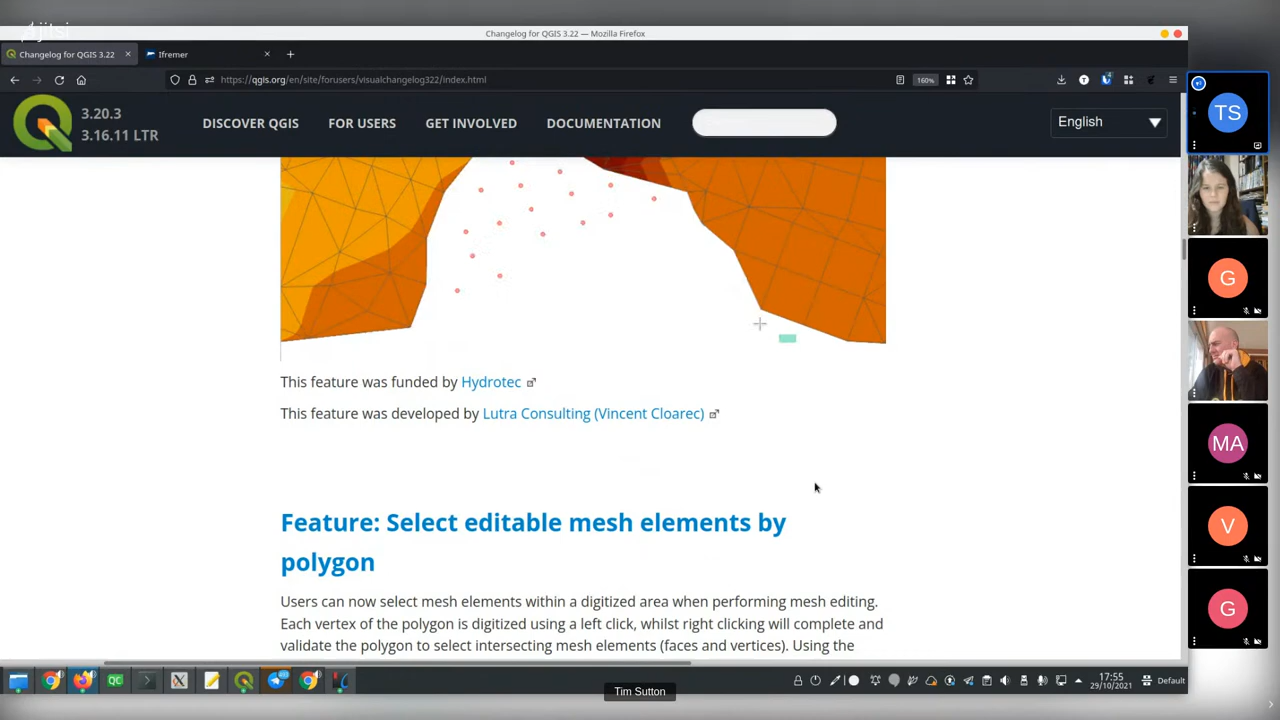 jitsi
Changelog for QGIS 3.22 — Mozilla Firefox
Changelog for QGIS 3.22
Ifremer
https://qgis.org/en/site/forusers/visualchangelog322/index.html
160%
3.20.3
3.16.11 LTR
DISCOVER QGIS
FOR USERS
GET INVOLVED
DOCUMENTATION
English
TS
G
MA
V
G
This feature was funded by Hydrotec
This feature was developed by Lutra Consulting (Vincent Cloarec)
Feature: Select editable mesh elements by
polygon
Users can now select mesh elements within a digitized area when performing mesh editing.
Each vertex of the polygon is digitized using a left click, whilst right clicking will complete and
validate the polygon to select intersecting mesh elements (faces and vertices). Using the
17:55
29/10/2021
Default
Tim Sutton